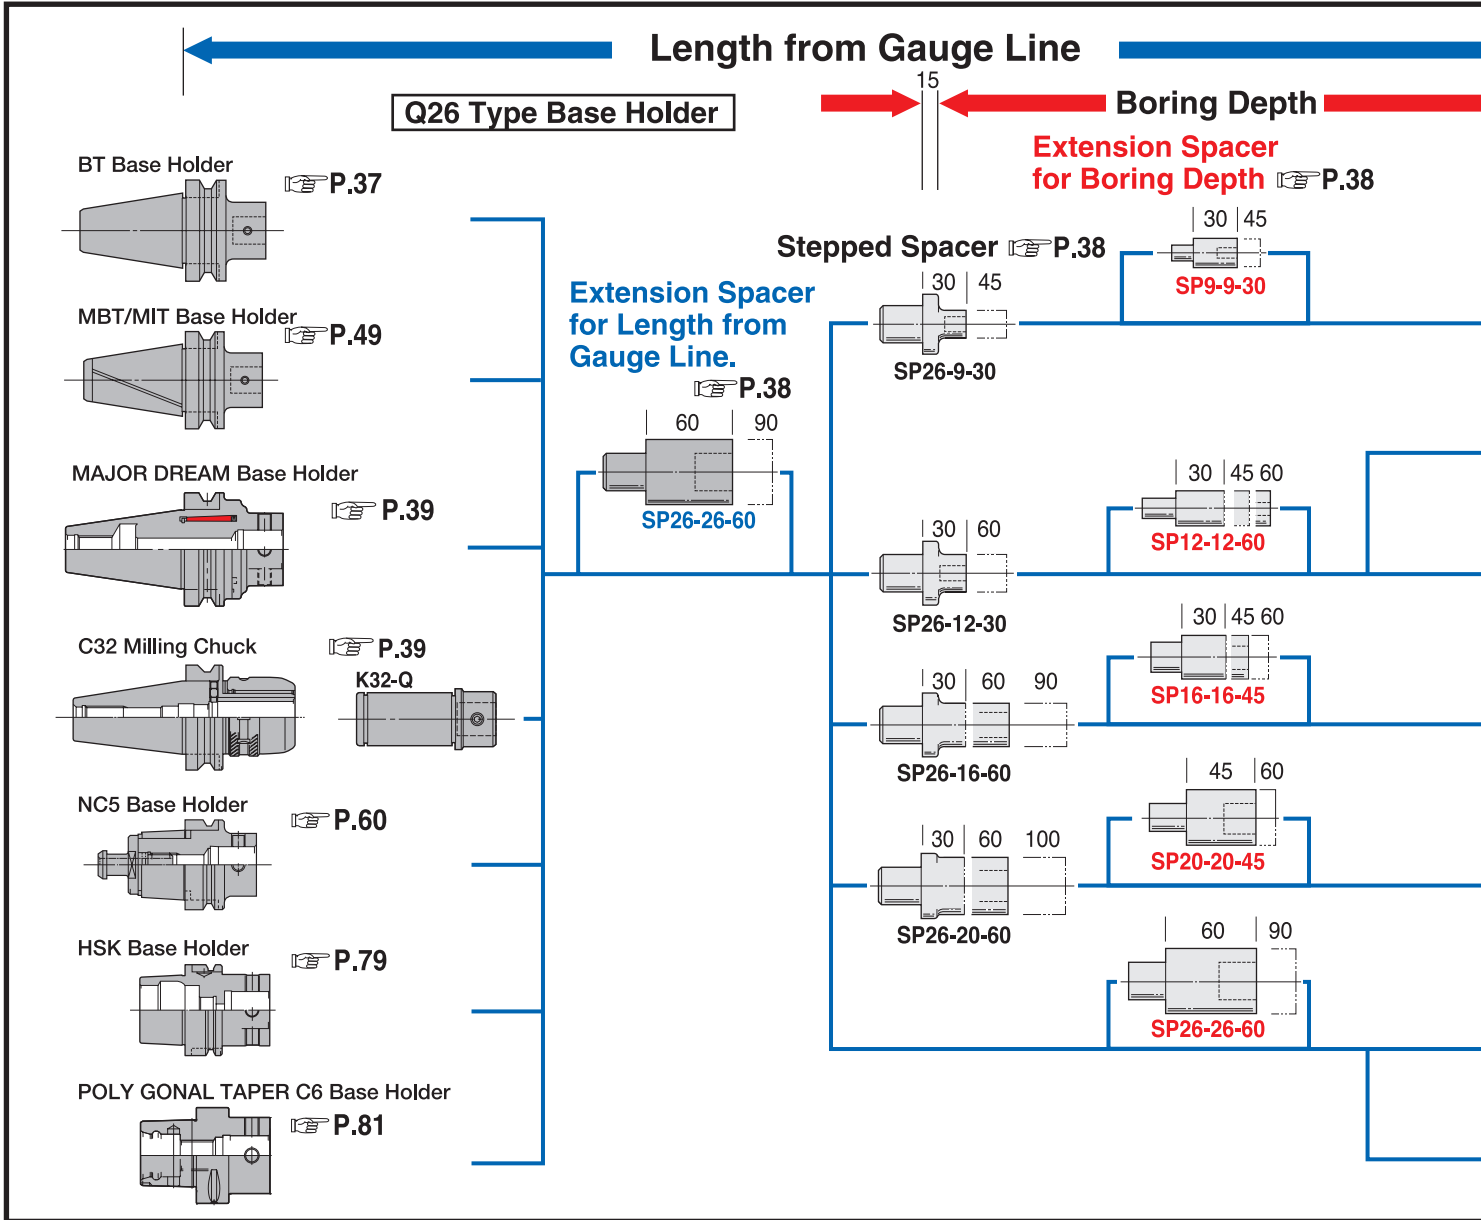 Length from Gauge Line
15
Boring Depth
Q26 Type Base Holder
Extension Spacer
for Boring Depth P.38
BT Base Holder
P.37
30 45
SP9-9-30
Stepped Spacer P.38
30 45
SP26-9-30
MBT/MIT Base Holder
P.49
Extension Spacer
for Length from
Gauge Line.
P.38
60 90
SP26-26-60
MAJOR DREAM Base Holder
P.39
30 45 60
SP12-12-60
30 60
SP26-12-30
C32 Milling Chuck
P.39
K32-Q
30 45 60
SP16-16-45
30 60 90
SP26-16-60
NC5 Base Holder
P.60
45 60
SP20-20-45
30 60 100
SP26-20-60
HSK Base Holder
P.79
60 90
SP26-26-60
POLY GONAL TAPER C6 Base Holder
P.81